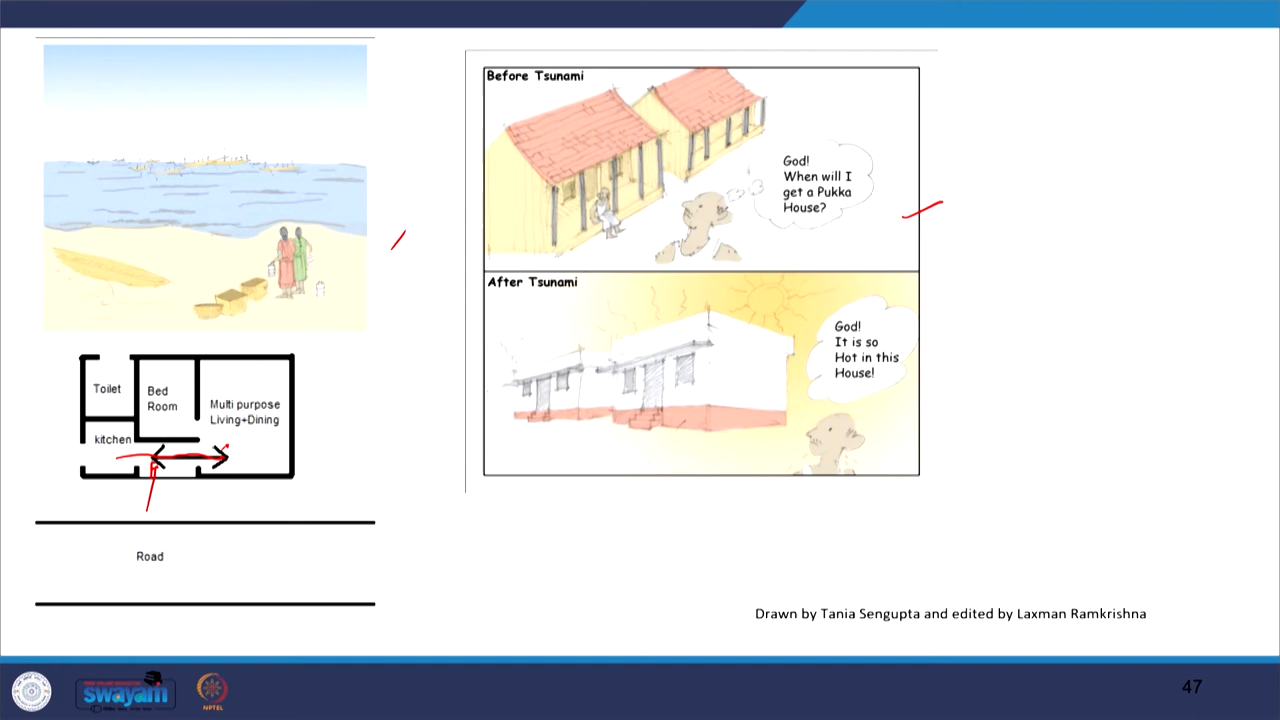 Before Tsunami
God!
When will I
get a Pukka
House?
After Tsunami
God!
It is so
Hot in this
House!
Toilet
Bed
Room
Multi purpose
Living+Dining
kitchen
Road
Drawn by Tania Sengupta and edited by Laxman Ramkrishna
swayam
NPTEL
47